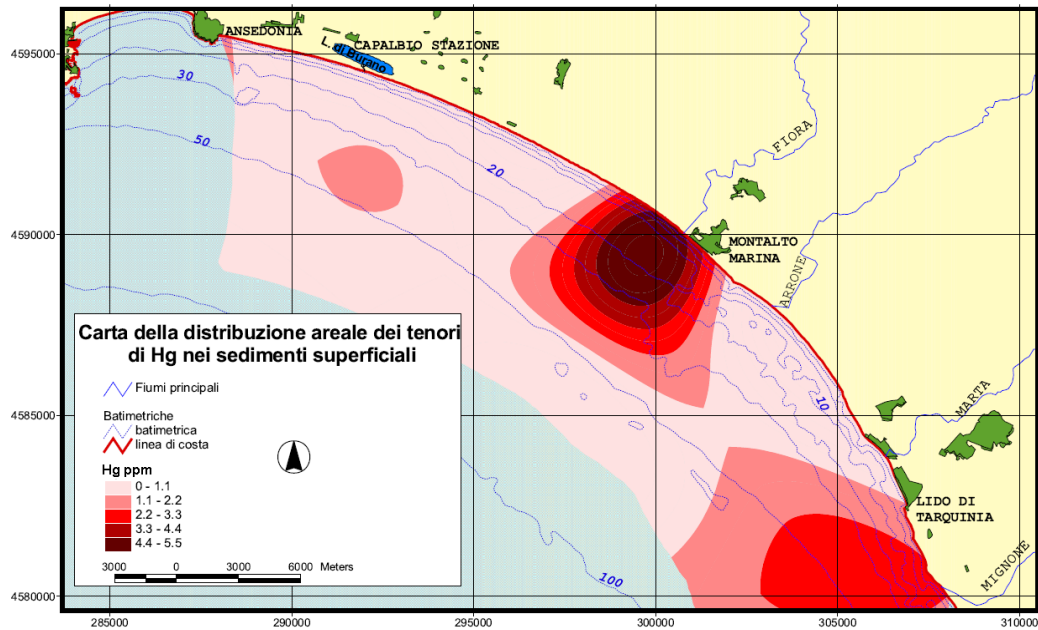 4595000
4590000
4585000
4580000
285000
290000
295000
300000
305000
310000
ANSEDONIA
L. di Burano
CAPALBIO STAZIONE
30
50
20
FIORA
MONTALTO
MARINA
ARRONE
10
MARTA
LIDO DI
TARQUINIA
MIGNONE
100
Carta della distribuzione areale dei tenori
di Hg nei sedimenti superficiali
Fiumi principali
Batimetriche
batimetrica
linea di costa
Hg ppm
0 - 1.1
1.1 - 2.2
2.2 - 3.3
3.3 - 4.4
4.4 - 5.5
3000 0 3000 6000 Meters